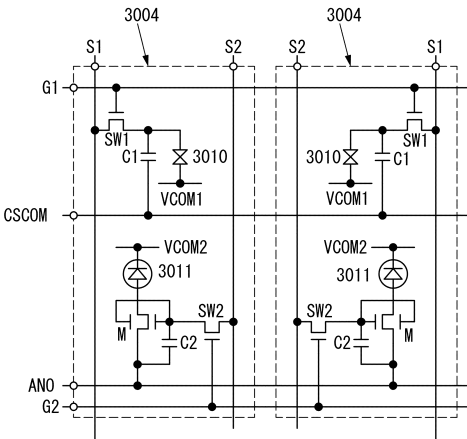 3004 3004
S1 S2 S2 S1
G1
SW1 SW1
C1 3010 3010 C1
VCOM1 VCOM1
CSCOM
VCOM2 VCOM2
3011 3011
SW2 SW2
M C2 C2 M
ANO
G2